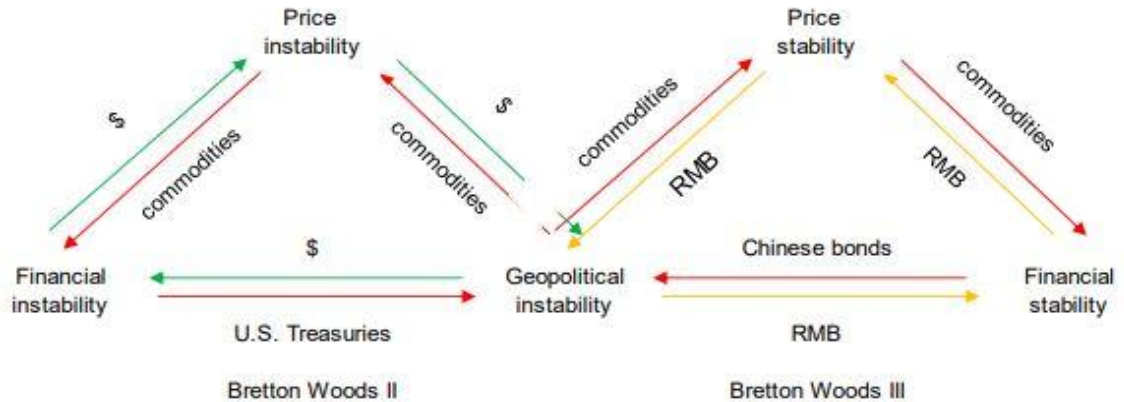 Price
instability
Price
stability
$
commodities
$
commodities
commodities
RMB
commodities
RMB
$
Chinese bonds
Financial
instability
Geopolitical
instability
Financial
stability
U.S. Treasuries
RMB
Bretton Woods II
Bretton Woods III